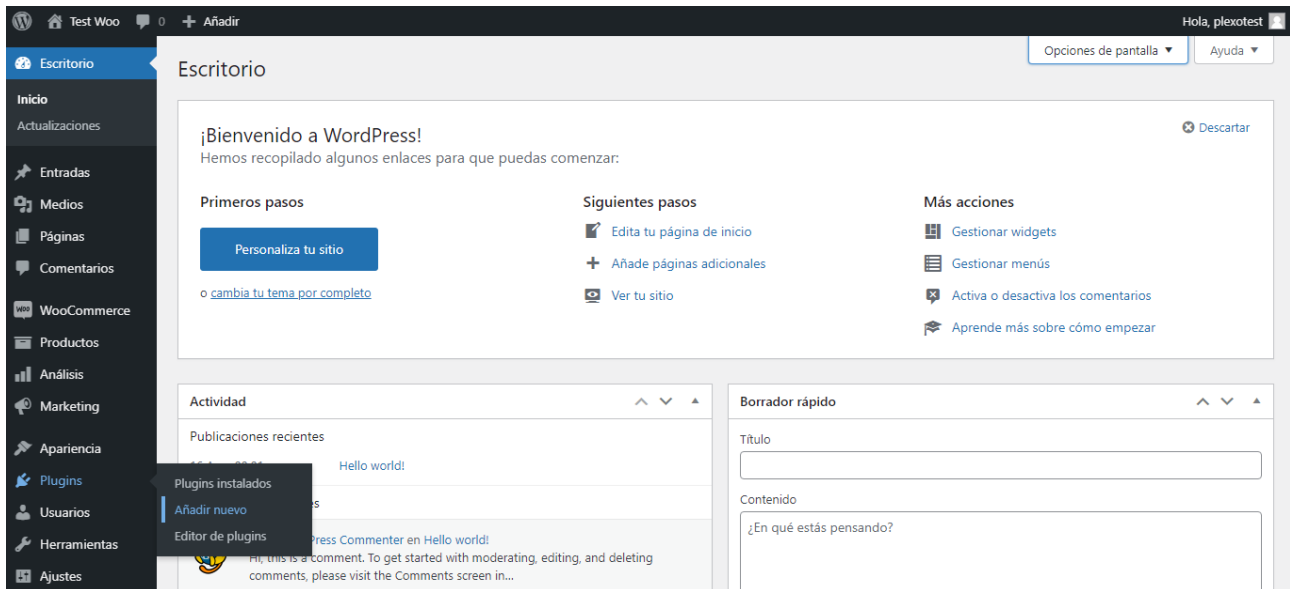 Test Woo 0 Añadir Hola, plexotest
Opciones de pantalla Ayuda
Escritorio
Inicio
Actualizaciones
Entradas
Medios
Páginas
Comentarios
WOO WooCommerce
Productos
Análisis
Marketing
Apariencia
Plugins
Usuarios
Herramientas
Ajustes
Plugins instalados
Añadir nuevo
Editor de plugins
Escritorio
¡Bienvenido a WordPress!
Descartar
Hemos recopilado algunos enlaces para que puedas comenzar:
Primeros pasos
Personaliza tu sitio
o cambia tu tema por completo
Siguientes pasos
Edita tu página de inicio
Añade páginas adicionales
Ver tu sitio
Más acciones
Gestionar widgets
Gestionar menús
Activa o desactiva los comentarios
Aprende más sobre cómo empezar
Actividad
Publicaciones recientes
Hello world!
Press Commenter en Hello world!
Hi, this is a comment. To get started with moderating, editing, and deleting
comments, please visit the Comments screen in...
Borrador rápido
Título
Contenido
¿En qué estás pensando?